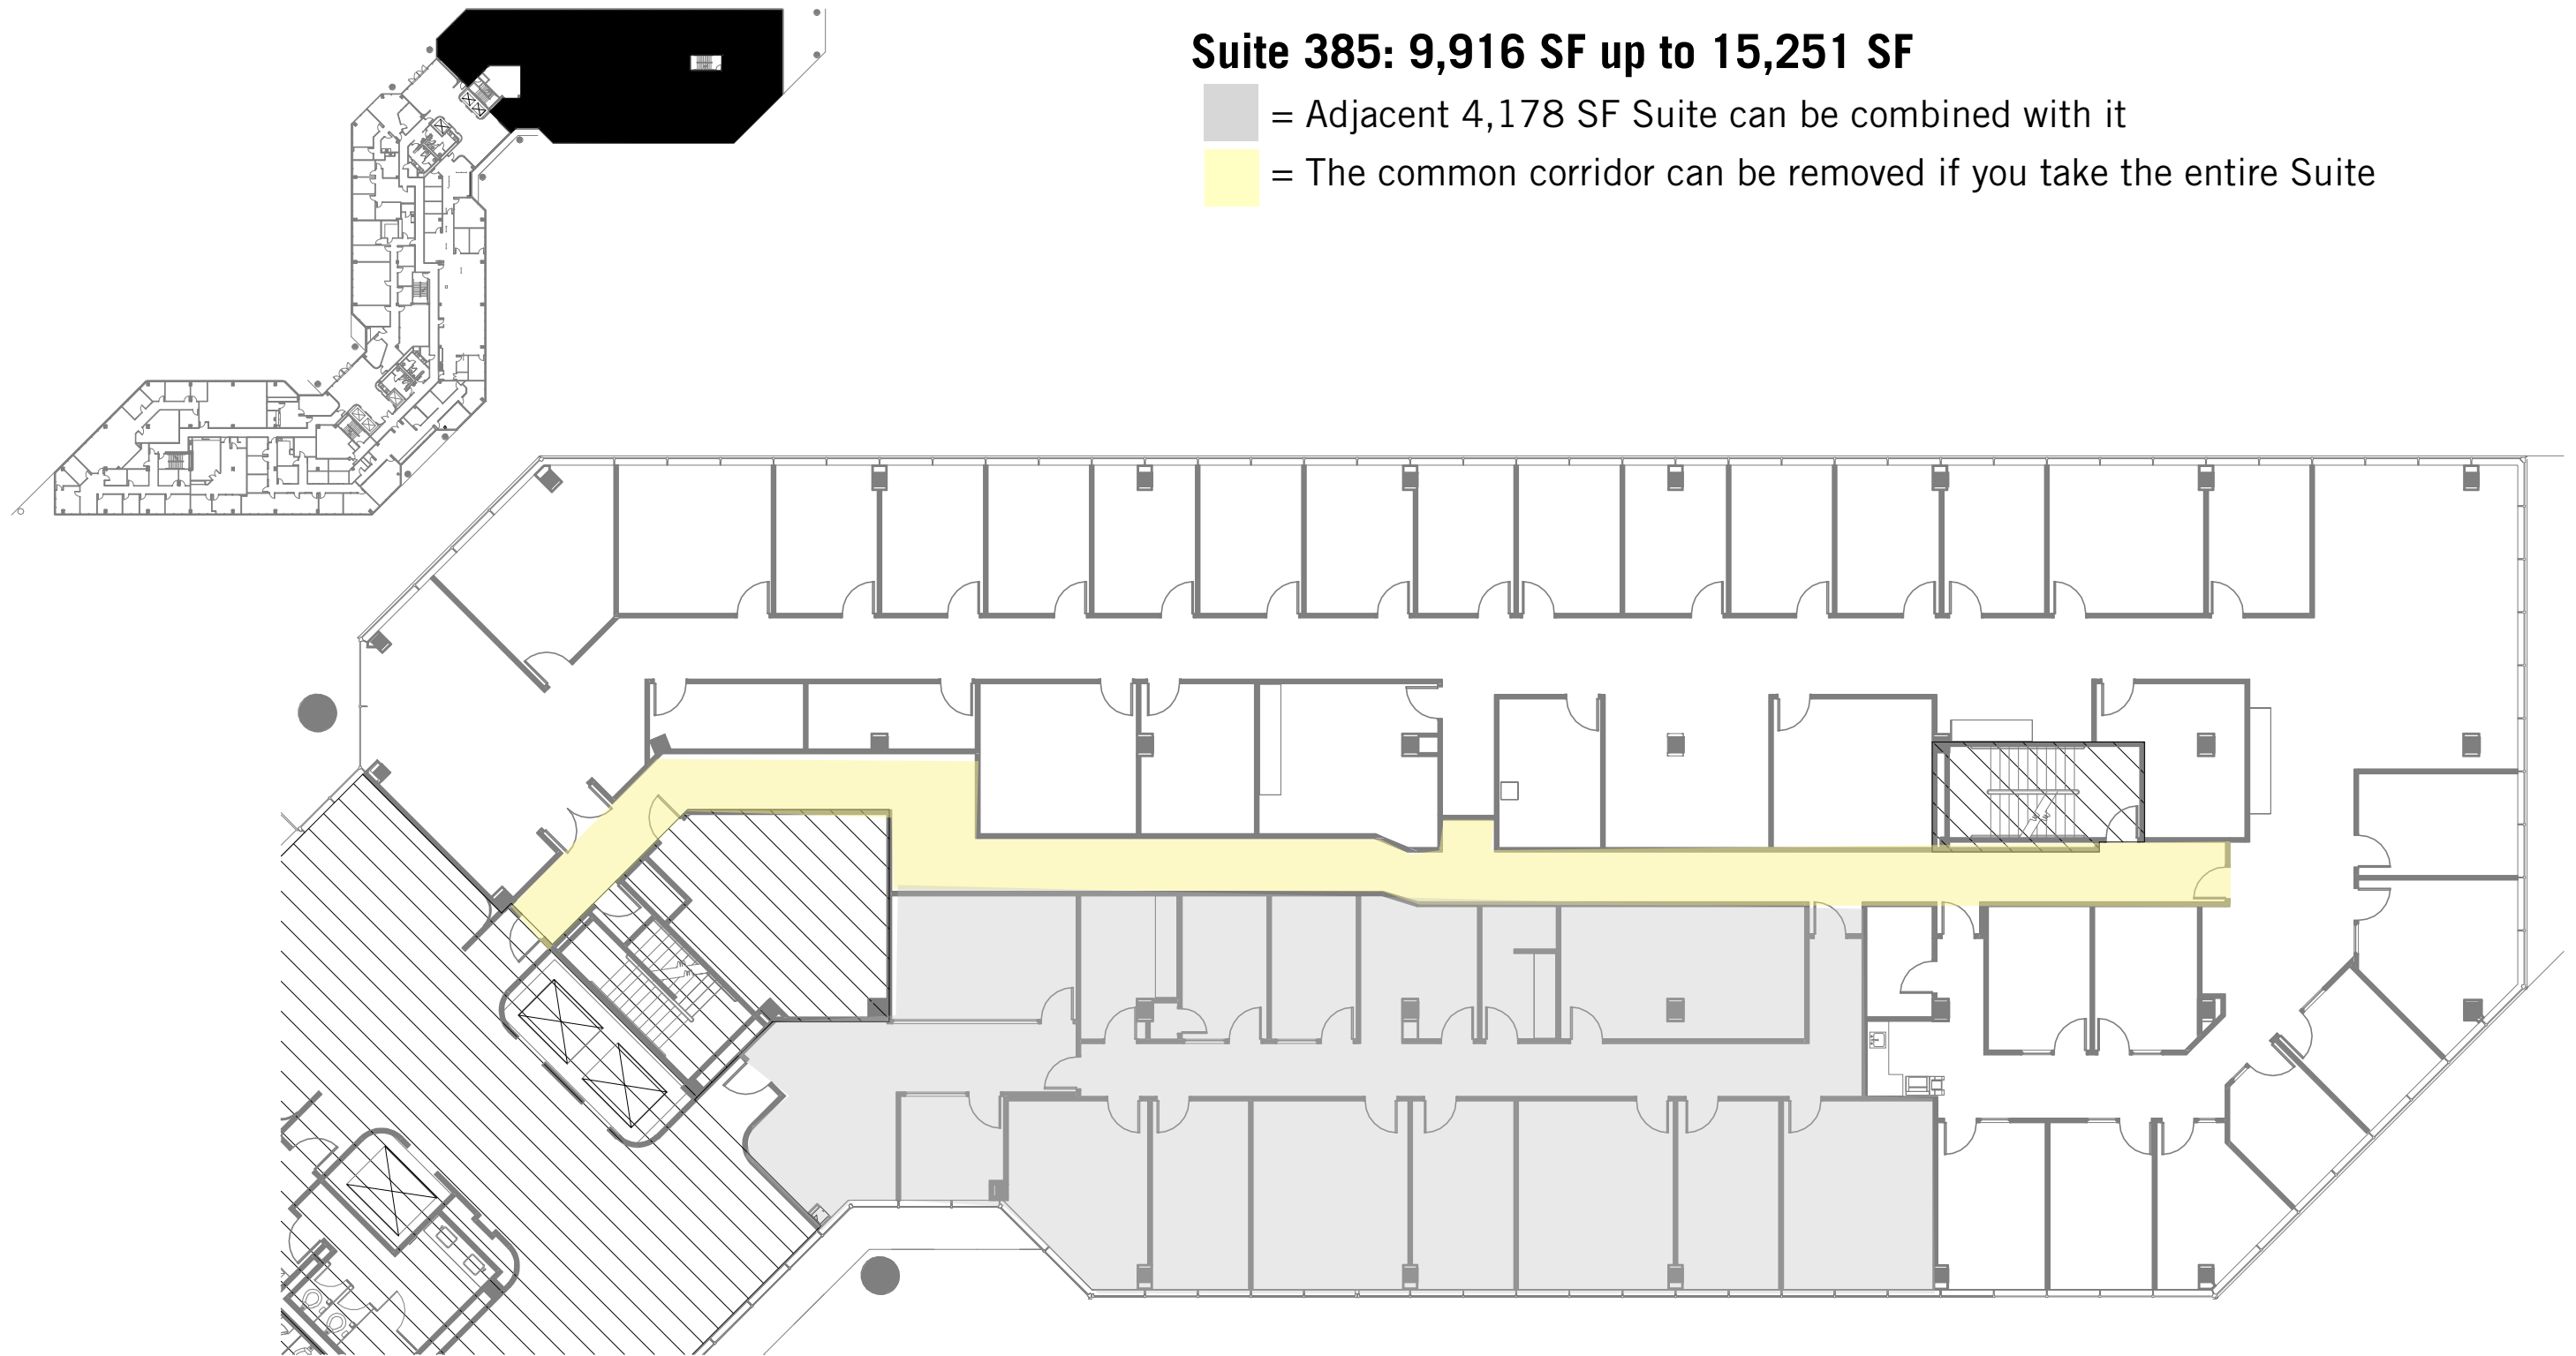 Suite 385: 9,916 SF up to 15,251 SF
= Adjacent 4,178 SF Suite can be combined with it
= The common corridor can be removed if you take the entire Suite